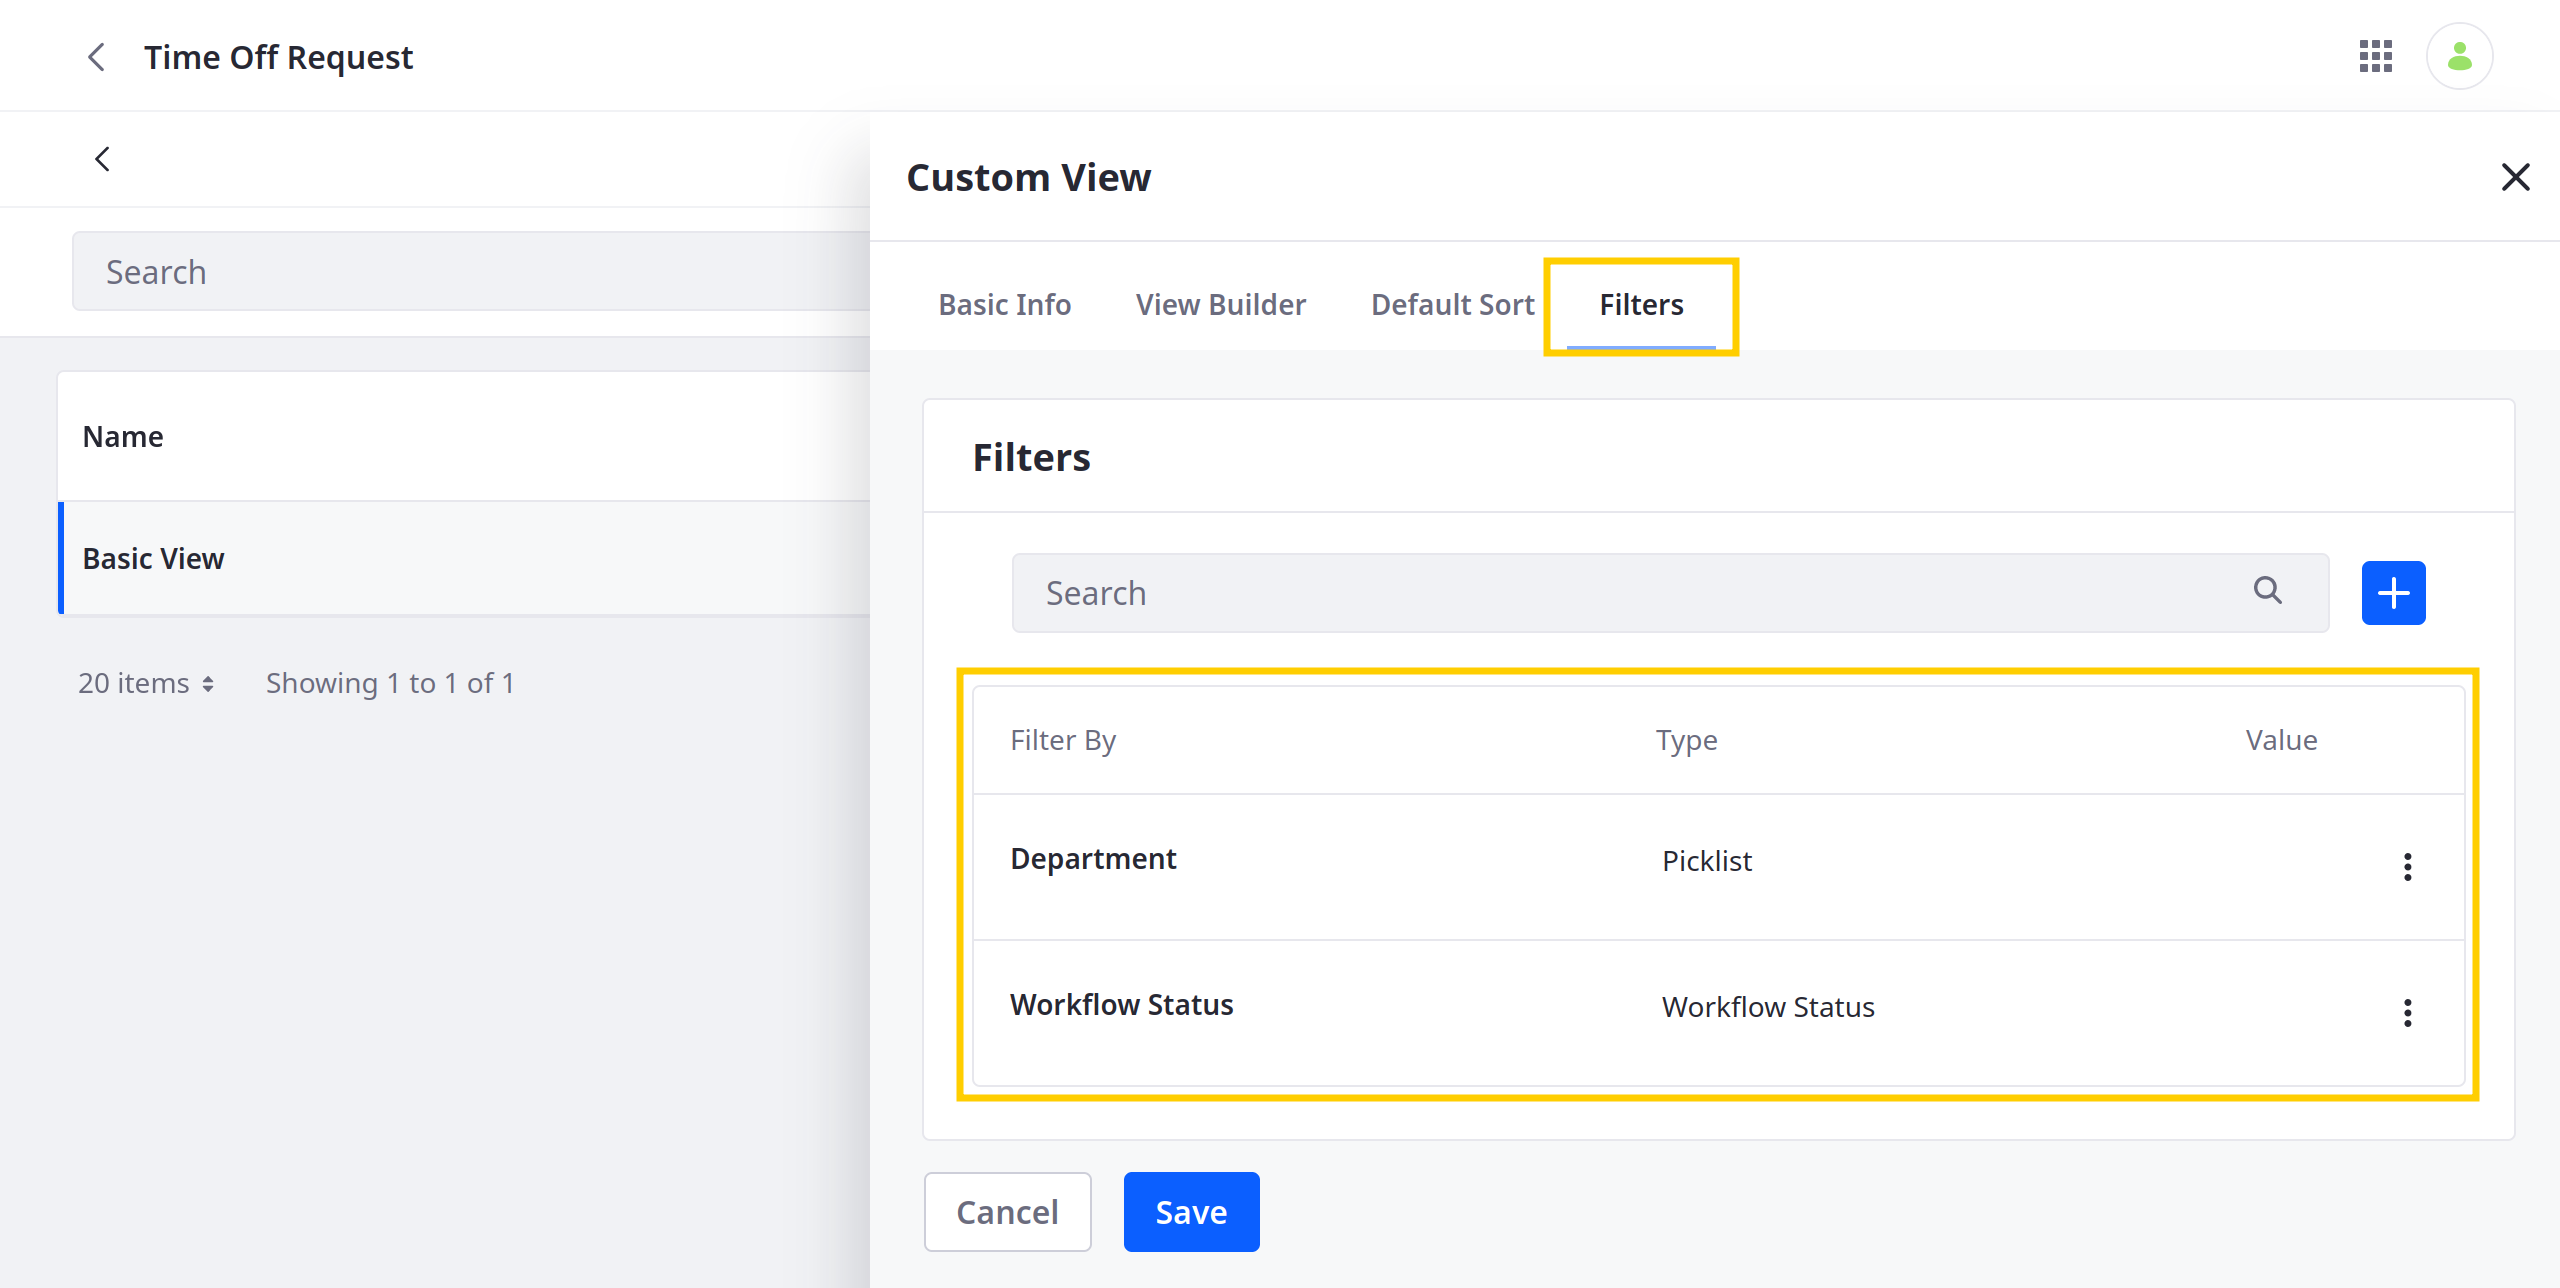 Time Off Request
Custom View
Search
Basic Info View Builder Default Sort Filters
Name
Basic View
20 items Showing 1 to 1 of 1
Filters
Search
Filter By Type Value
Department Picklist
Workflow Status Workflow Status
Cancel Save